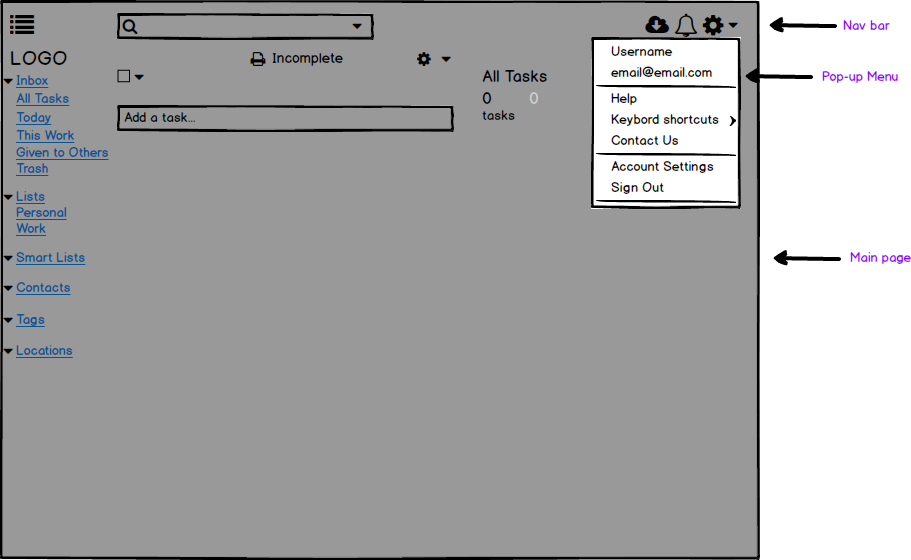 Nav bar
LOGO
Incomplete
Username
email@email.com
Pop-up Menu
Inbox
All Tasks
Today
This Work
Given to Others
Trash
Add a task...
All Tasks
0 0
tasks
Help
Keybord shortcuts
Contact Us
Account Settings
Sign Out
Lists
Personal
Work
Smart Lists
Main page
Contacts
Tags
Locations